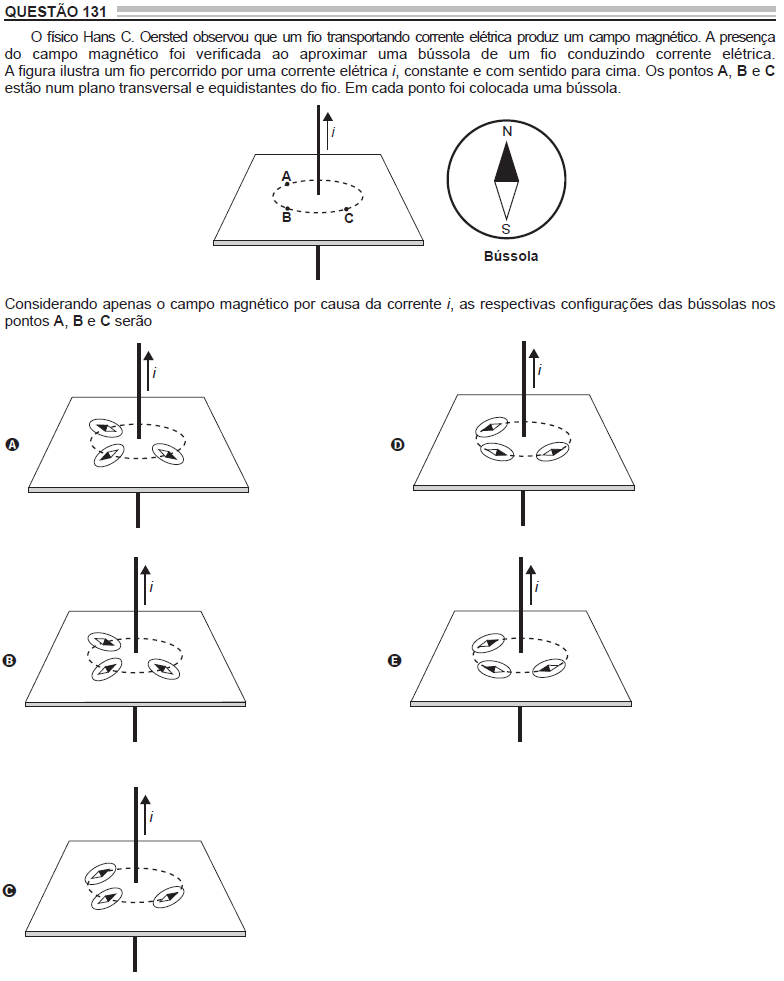 QUESTÃO 131
O físico Hans C. Oersted observou que um fio transportando corrente elétrica produz um campo magnético. A presença
do campo magnético foi verificada ao aproximar uma bússola de um fio conduzindo corrente elétrica.
A figura ilustra um fio percorrido por uma corrente elétrica i, constante e com sentido para cima. Os pontos A, B e C
estão num plano transversal e equidistantes do fio. Em cada ponto foi colocada uma bússola.
i
A
B
C
N
S
Bússola
Considerando apenas o campo magnético por causa da corrente i, as respectivas configurações das bússolas nos
pontos A, B e C serão
i
A
i
D
i
B
i
E
i
C